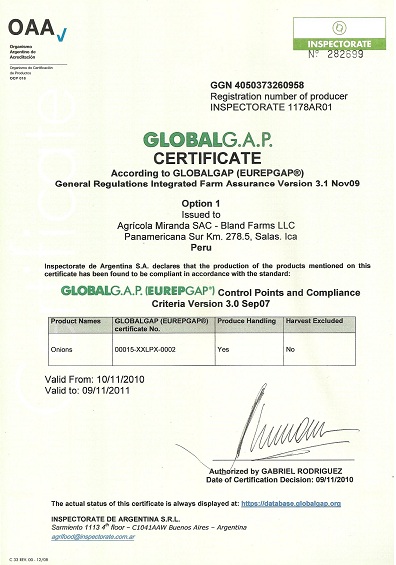 OAA
Organismo
Argentino de
Acreditación
Organismo de Certificación
de Productos
OCP 015
INSPECTORATE
Nº 282699
GGN 4050373260958
Registration number of producer
INSPECTORATE 1178AR01
GLOBALG.A.P.
CERTIFICATE
According to GLOBALGAP (EUREPGAP®)
General Regulations Integrated Farm Assurance Version 3.1 Nov09
Option 1
Issued to
Agrícola Miranda SAC - Bland Farms LLC
Panamericana Sur Km. 278.5, Salas. Ica
Peru
Inspectorate de Argentina S.A. declares that the production of the products mentioned on this
certificate has been found to be compliant in accordance with the standard:
GLOBALG.A.P. (EUREPGAP®) Control Points and Compliance
Criteria Version 3.0 Sep07
Product Names GLOBALGAP (EUREPGAP®) Produce Handling Harvest Excluded
certificate No.
Onions 00015-XXLPX-0002 Yes No
Valid From: 10/11/2010
Valid to: 09/11/2011
Authorized by GABRIEL RODRIGUEZ
Date of Certification Decision: 09/11/2010
The actual status of this certificate is always displayed at: https://database.globalgap.org
INSPECTORATE DE ARGENTINA S.R.L.
Sarmiento 1113 4th floor – C1041AAW Buenos Aires – Argentina
agrifood@inspectorate.com.ar